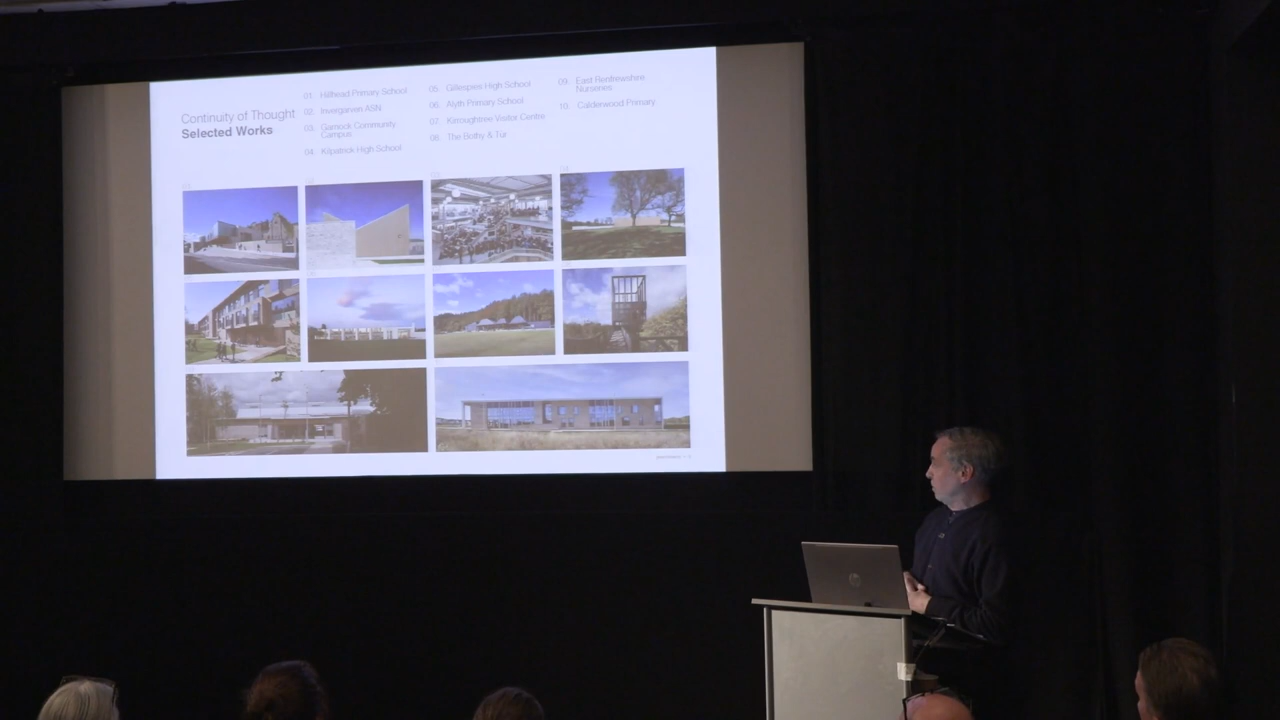 Continuity of Thought
Selected Works
01. Hillhead Primary School
02. Invergarven ASN
03. Garnock Community
Campus
04. Kilpatrick High School
05. Gillespies High School
06. Alyth Primary School
07. Kirroughtree Visitor Centre
08. The Bothy & Tùr
09. East Renfrewshire
Nurseries
10. Calderwood Primary